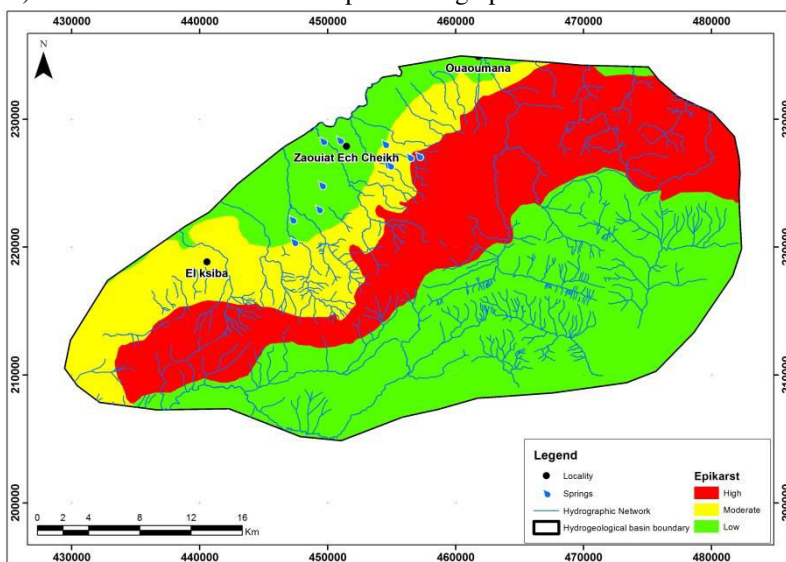 430000 440000 450000 460000 470000 480000
N
Ouaoumana
230000 230000
Zaouiat Ech Cheikh
220000 220000
El ksiba
210000 210000
Legend
Locality
Springs
Hydrographic Network
Hydrogeological basin boundary
Epikarst
High
Moderate
Low
200000 200000
0 2 4 8 12 16
Km
430000 440000 450000 460000 470000 480000